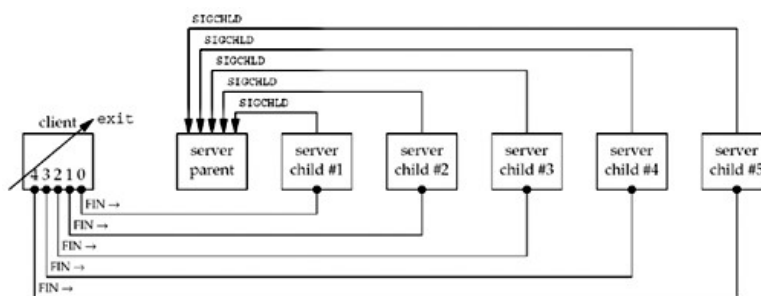 SIGCHLD
SIGCHLD
SIGCHLD
SIGCHLD
SIGCHLD
client
exit
server
parent
server
child #1
server
child #2
server
child #3
server
child #4
server
child #5
4 3 2 1 0
FIN →
FIN →
FIN →
FIN →
FIN →